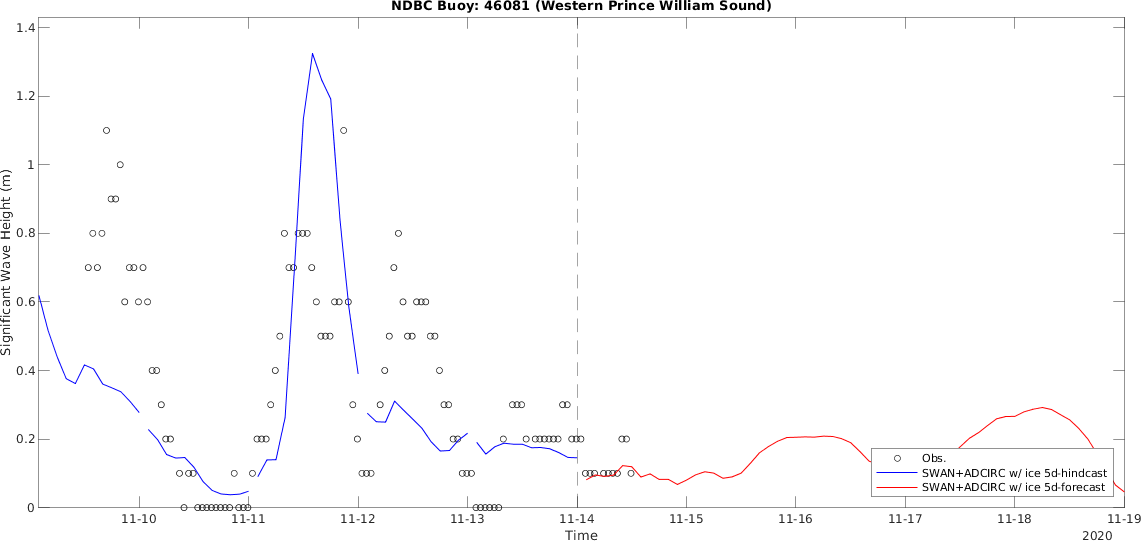 NDBC Buoy: 46081 (Western Prince William Sound)
Significant Wave Height (m)
1.4
1.2
1
0.8
0.6
0.4
0.2
0
Obs.
SWAN+ADCIRC w/ ice 5d-hindcast
SWAN+ADCIRC w/ ice 5d-forecast
11-10 11-11 11-12 11-13 11-14 11-15 11-16 11-17 11-18 11-19
Time
2020